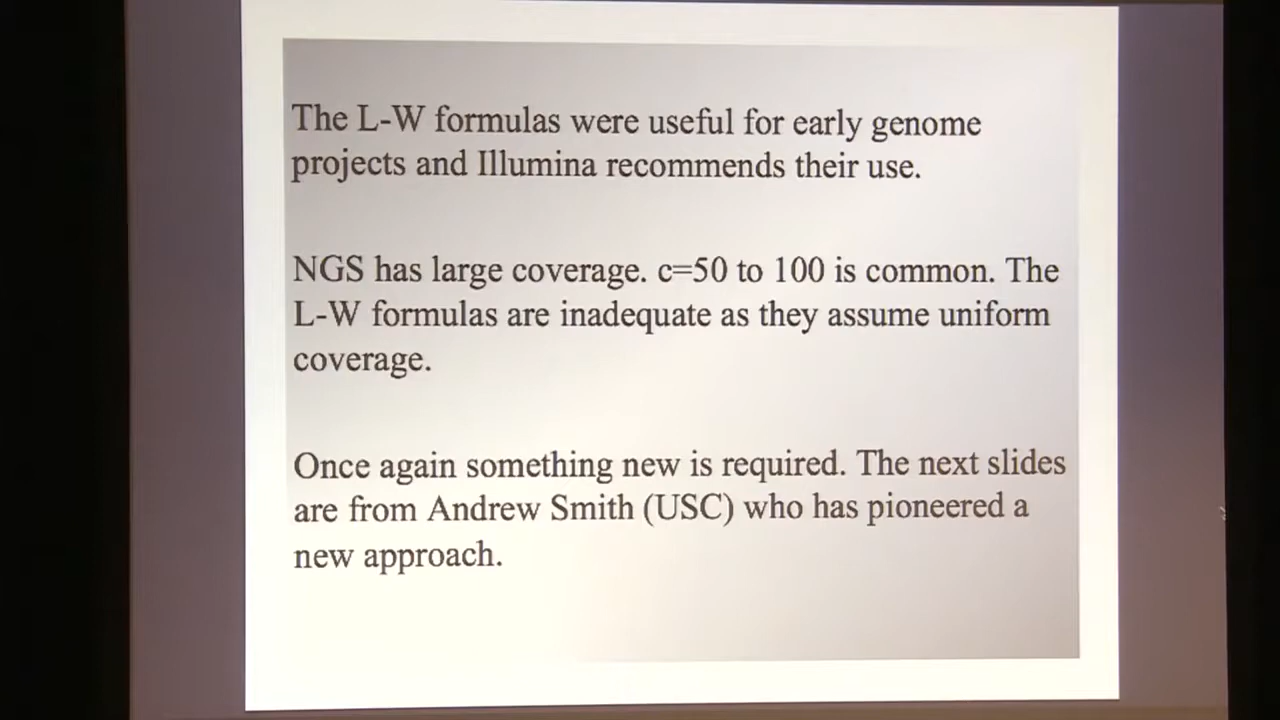 The L-W formulas were useful for early genome
projects and Illumina recommends their use.
NGS has large coverage. c=50 to 100 is common. The
L-W formulas are inadequate as they assume uniform
coverage.
Once again something new is required. The next slides
are from Andrew Smith (USC) who has pioneered a
new approach.